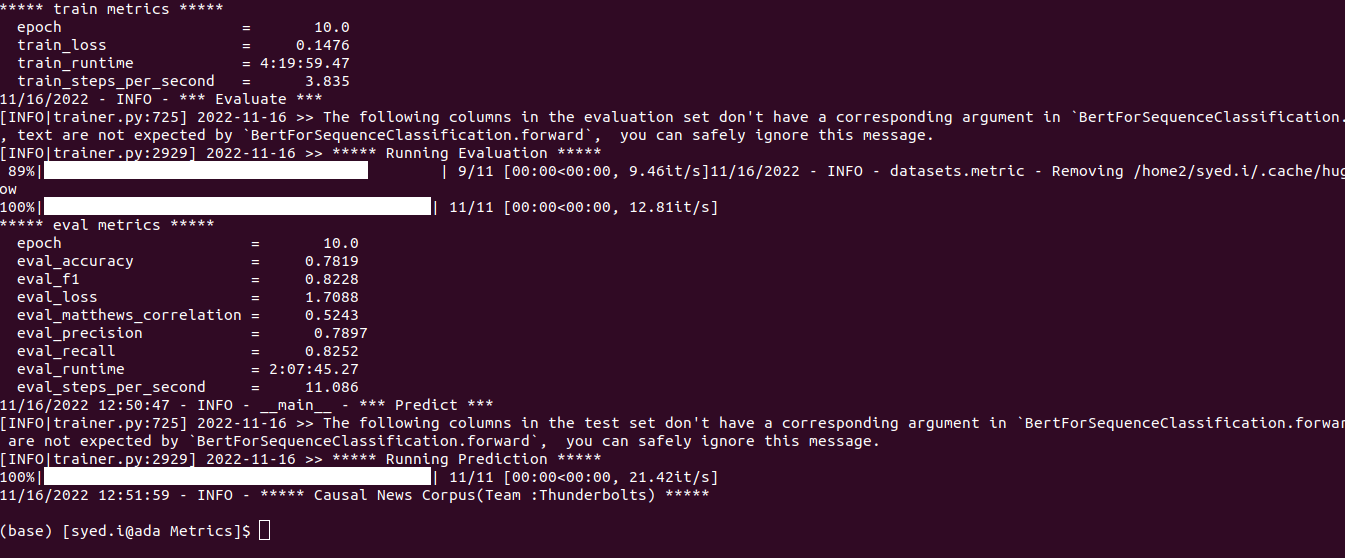 ***** train metrics *****
  epoch                    =       10.0
  train_loss               =     0.1476
  train_runtime            = 4:19:59.47
  train_steps_per_second   =      3.835
11/16/2022 - INFO - *** Evaluate ***
[INFO|trainer.py:725] 2022-11-16 >> The following columns in the evaluation set don't have a corresponding argument in `BertForSequenceClassification.
, text are not expected by `BertForSequenceClassification.forward`,  you can safely ignore this message.
[INFO|trainer.py:2929] 2022-11-16 >> ***** Running Evaluation *****
 89%|                                            | 9/11 [00:00<00:00, 9.46it/s]11/16/2022 - INFO - datasets.metric - Removing /home2/syed.i/.cache/hug
ow
100%|                                           | 11/11 [00:00<00:00, 12.81it/s]
***** eval metrics *****
  epoch                     =       10.0
  eval_accuracy             =     0.7819
  eval_f1                   =     0.8228
  eval_loss                 =     1.7088
  eval_matthews_correlation =     0.5243
  eval_precision            =      0.7897
  eval_recall               =     0.8252
  eval_runtime              = 2:07:45.27
  eval_steps_per_second     =     11.086
11/16/2022 12:50:47 - INFO - __main__ - *** Predict ***
[INFO|trainer.py:725] 2022-11-16 >> The following columns in the test set don't have a corresponding argument in `BertForSequenceClassification.forwar
 are not expected by `BertForSequenceClassification.forward`,  you can safely ignore this message.
[INFO|trainer.py:2929] 2022-11-16 >> ***** Running Prediction *****
100%|                                           | 11/11 [00:00<00:00, 21.42it/s]
11/16/2022 12:51:59 - INFO - ***** Causal News Corpus(Team :Thunderbolts) *****
(base) [syed.i@ada Metrics]$